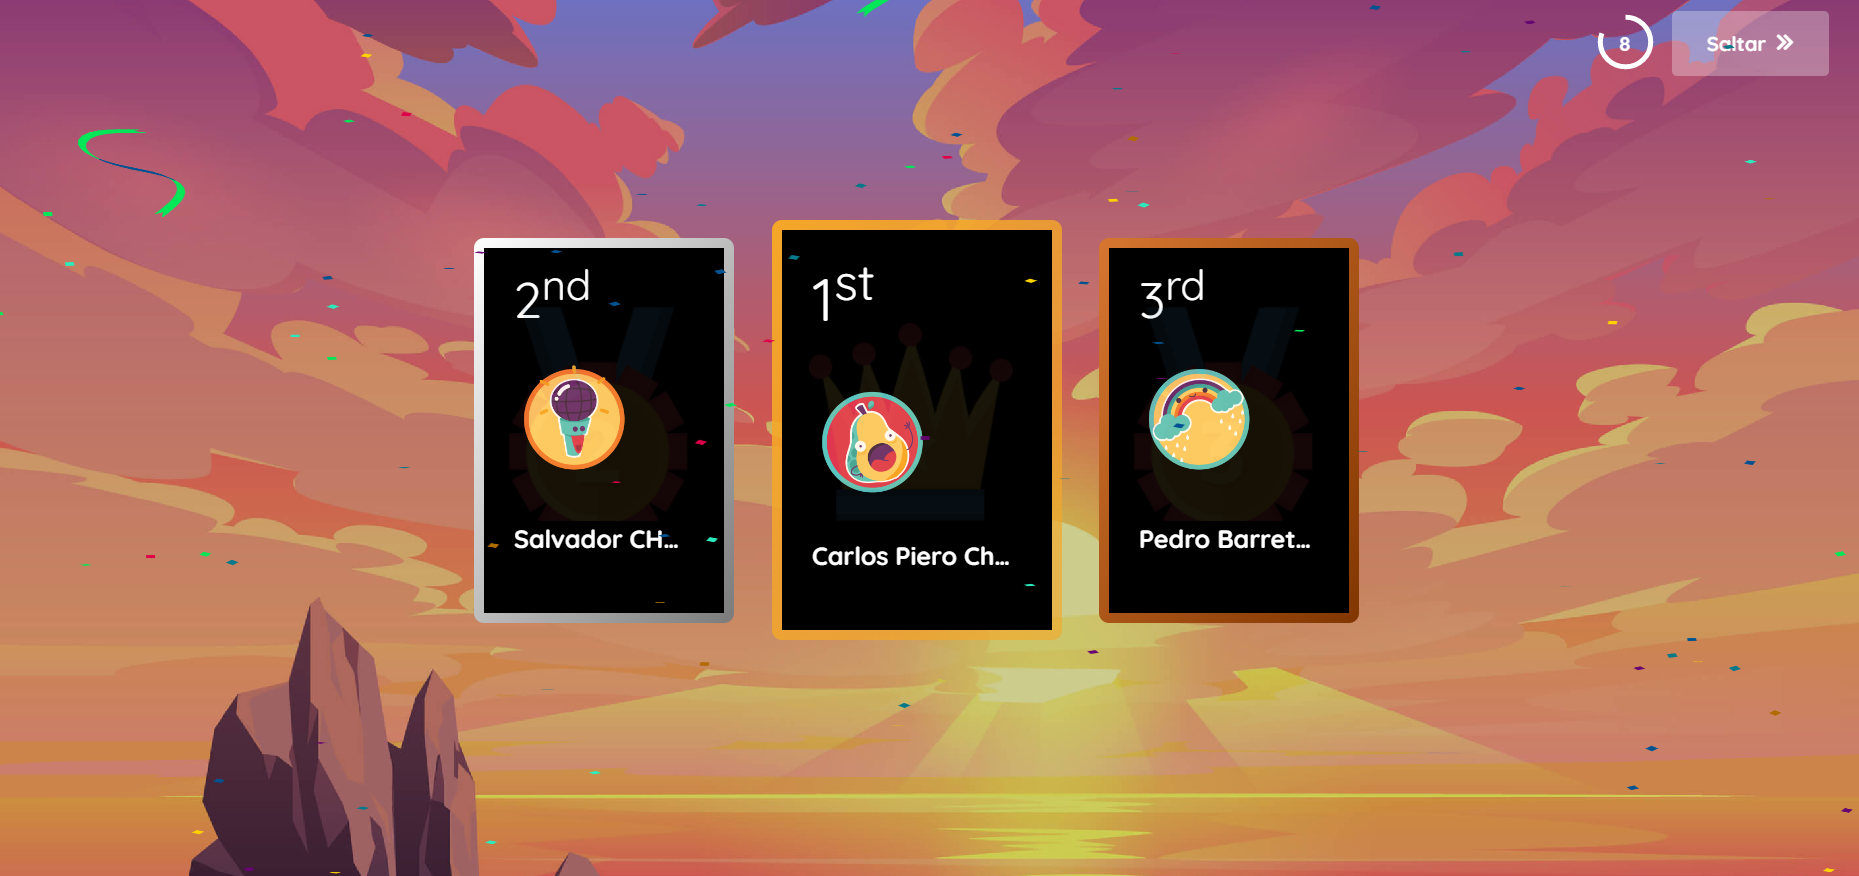 8
Saltar
2nd
Salvador CH...
1st
Carlos Piero Ch...
3rd
Pedro Barret...